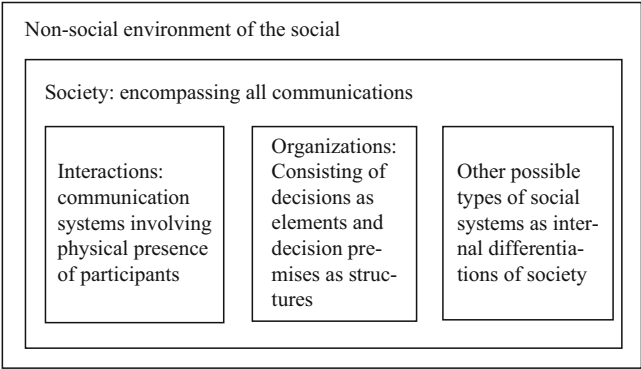 Non-social environment of the social
Society: encompassing all communications
Interactions:
communication
systems involving
physical presence
of participants
Organizations:
Consisting of
decisions as
elements and
decision pre-
mises as struc-
tures
Other possible
types of social
systems as inter-
nal differentia-
tions of society